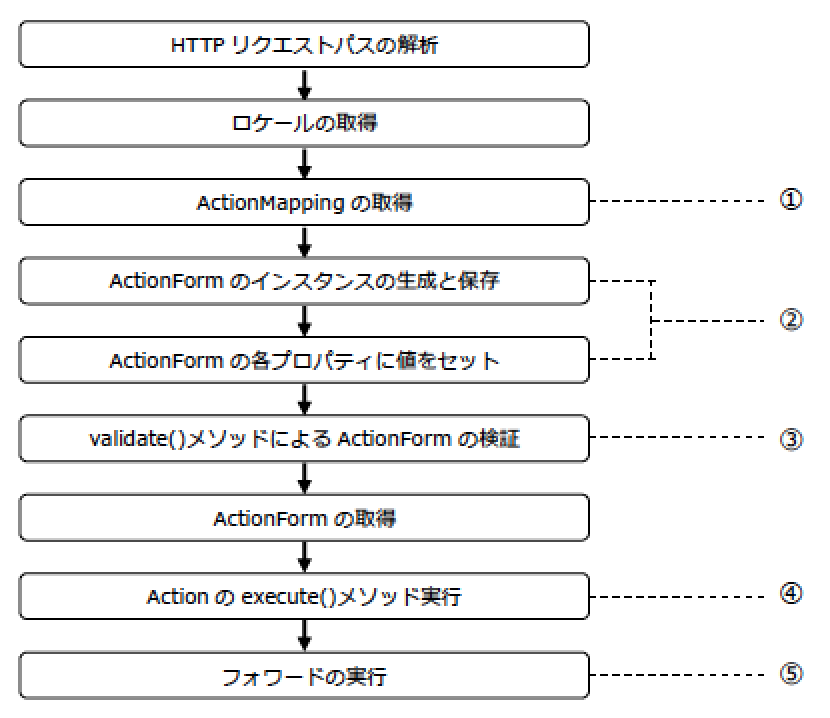 HTTP リクエストパスの解析
ロケールの取得
ActionMapping の取得
①
ActionForm のインスタンスの生成と保存
②
ActionForm の各プロパティに値をセット
validate()メソッドによる ActionForm の検証
③
ActionForm の取得
Action の execute()メソッド実行
④
フォワードの実行
⑤